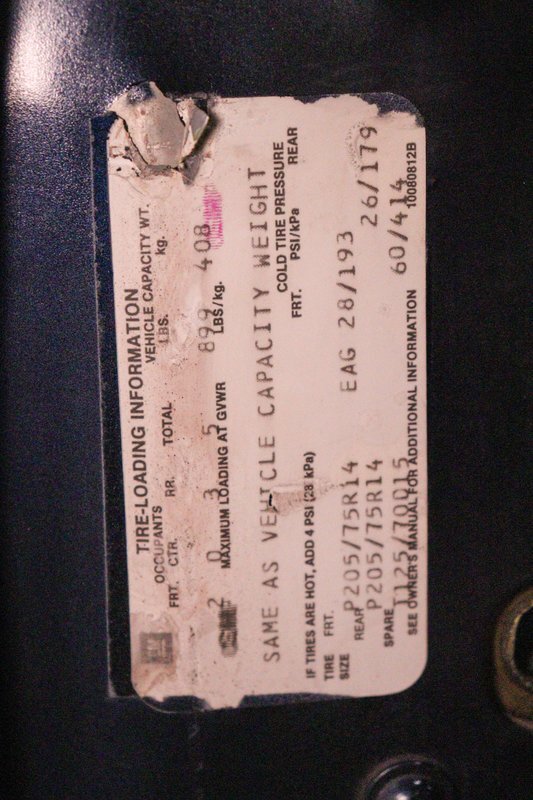 TIRE-LOADING INFORMATION
OCCUPANTS VEHICLE CAPACITY WT.
FRT. CTR. RR. TOTAL LBS. kg.
2 0 3 5 899 408
MAXIMUM LOADING AT GVWR LBS/kg.
SAME AS VEHICLE CAPACITY WEIGHT
COLD TIRE PRESSURE
IF TIRES ARE HOT, ADD 4 PSI (28 kPa) FRT. PSI/kPa REAR
TIRE FRT. P205/75R14 EAG 28/193 26/179
SIZE REAR P205/75R14
SPARE T125/70D15 60/414
SEE OWNER'S MANUAL FOR ADDITIONAL INFORMATION 10080812B